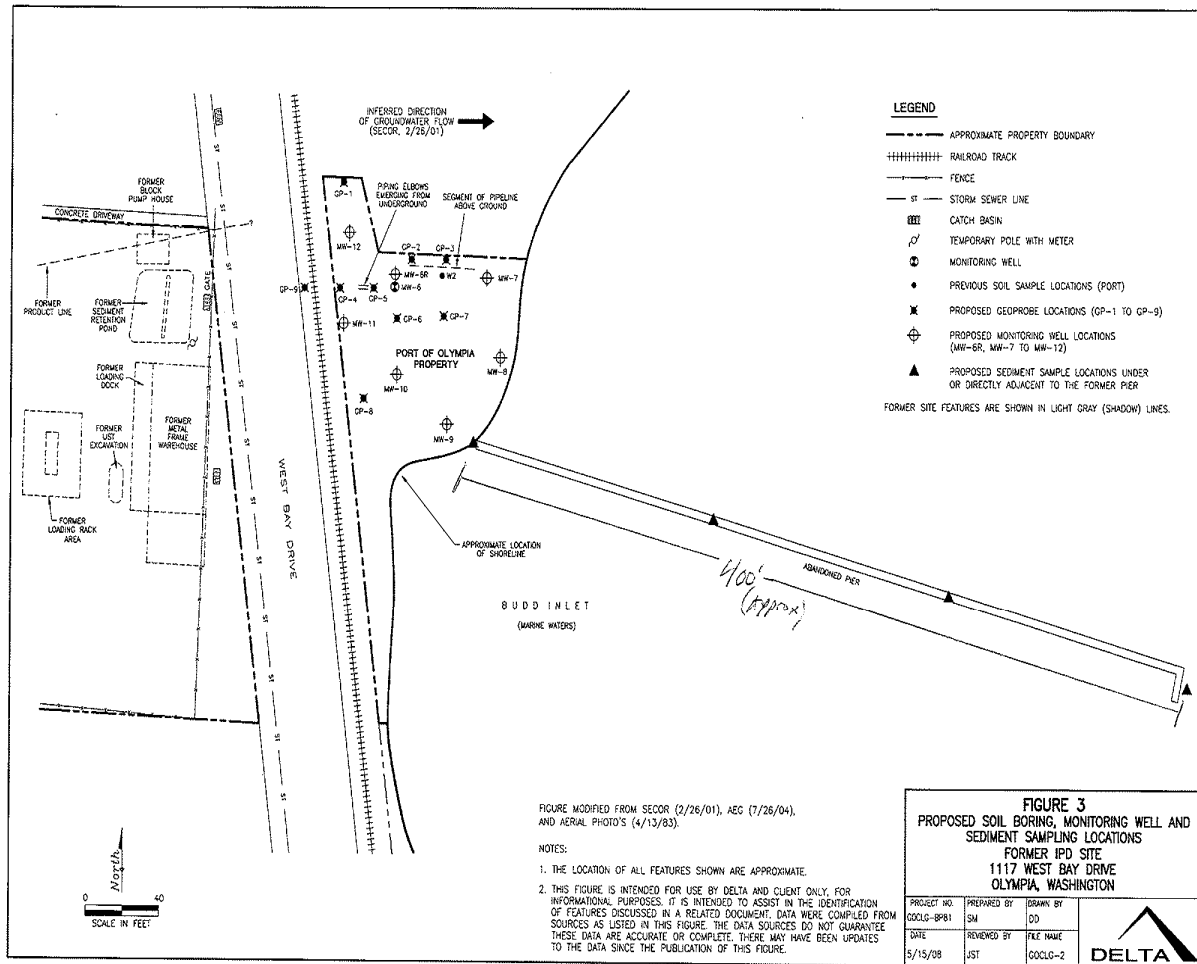 INFERRED DIRECTION
OF GROUNDWATER FLOW
(SECOR, 2/26/01)
FORMER
BLOCK
PUMP HOUSE
CONCRETE DRIVEWAY
ST
?
GATE
FORMER
PRODUCT LINE
FORMER
SEDIMENT
RETENTION
POND
FORMER
LOADING
DOCK
FORMER
UST
EXCAVATION
FORMER
METAL
FRAME
WAREHOUSE
FORMER
LOADING RACK
AREA
WEST BAY DRIVE
PIPING ELBOWS
EMERGING FROM
UNDERGROUND
SEGMENT OF PIPELINE
ABOVE GROUND
GP-1
MW-12
GP-2
GP-3
MW-6R
W2
MW-7
GP-9
GP-4
GP-5
MW-6
MW-11
GP-6
GP-7
PORT OF OLYMPIA
PROPERTY
MW-8
MW-10
GP-8
MW-9
APPROXIMATE LOCATION
OF SHORELINE
BUDD INLET
(MARINE WATERS)
ABANDONED PIER
400'
(Approx)
LEGEND
APPROXIMATE PROPERTY BOUNDARY
RAILROAD TRACK
FENCE
ST STORM SEWER LINE
CATCH BASIN
TEMPORARY POLE WITH METER
MONITORING WELL
PREVIOUS SOIL SAMPLE LOCATIONS (PORT)
PROPOSED GEOPROBE LOCATIONS (GP-1 TO GP-9)
PROPOSED MONITORING WELL LOCATIONS
(MW-6R, MW-7 TO MW-12)
PROPOSED SEDIMENT SAMPLE LOCATIONS UNDER
OR DIRECTLY ADJACENT TO THE FORMER PIER
FORMER SITE FEATURES ARE SHOWN IN LIGHT GRAY (SHADOW) LINES.
North
0 40
SCALE IN FEET
FIGURE MODIFIED FROM SECOR (2/26/01), AEG (7/26/04),
AND AERIAL PHOTO'S (4/13/83).
NOTES:
1. THE LOCATION OF ALL FEATURES SHOWN ARE APPROXIMATE.
2. THIS FIGURE IS INTENDED FOR USE BY DELTA AND CLIENT ONLY, FOR
INFORMATIONAL PURPOSES. IT IS INTENDED TO ASSIST IN THE IDENTIFICATION
OF FEATURES DISCUSSED IN A RELATED DOCUMENT. DATA WERE COMPILED FROM
SOURCES AS LISTED IN THIS FIGURE. THE DATA SOURCES DO NOT GUARANTEE
THESE DATA ARE ACCURATE OR COMPLETE. THERE MAY HAVE BEEN UPDATES
TO THE DATA SINCE THE PUBLICATION OF THIS FIGURE.
FIGURE 3
PROPOSED SOIL BORING, MONITORING WELL AND
SEDIMENT SAMPLING LOCATIONS
FORMER IPD SITE
1117 WEST BAY DRIVE
OLYMPIA, WASHINGTON
PROJECT NO. PREPARED BY DRAWN BY
SM DD
DATE REVIEWED BY FILE NAME
5/15/08 JST GOCLG-2
DELTA